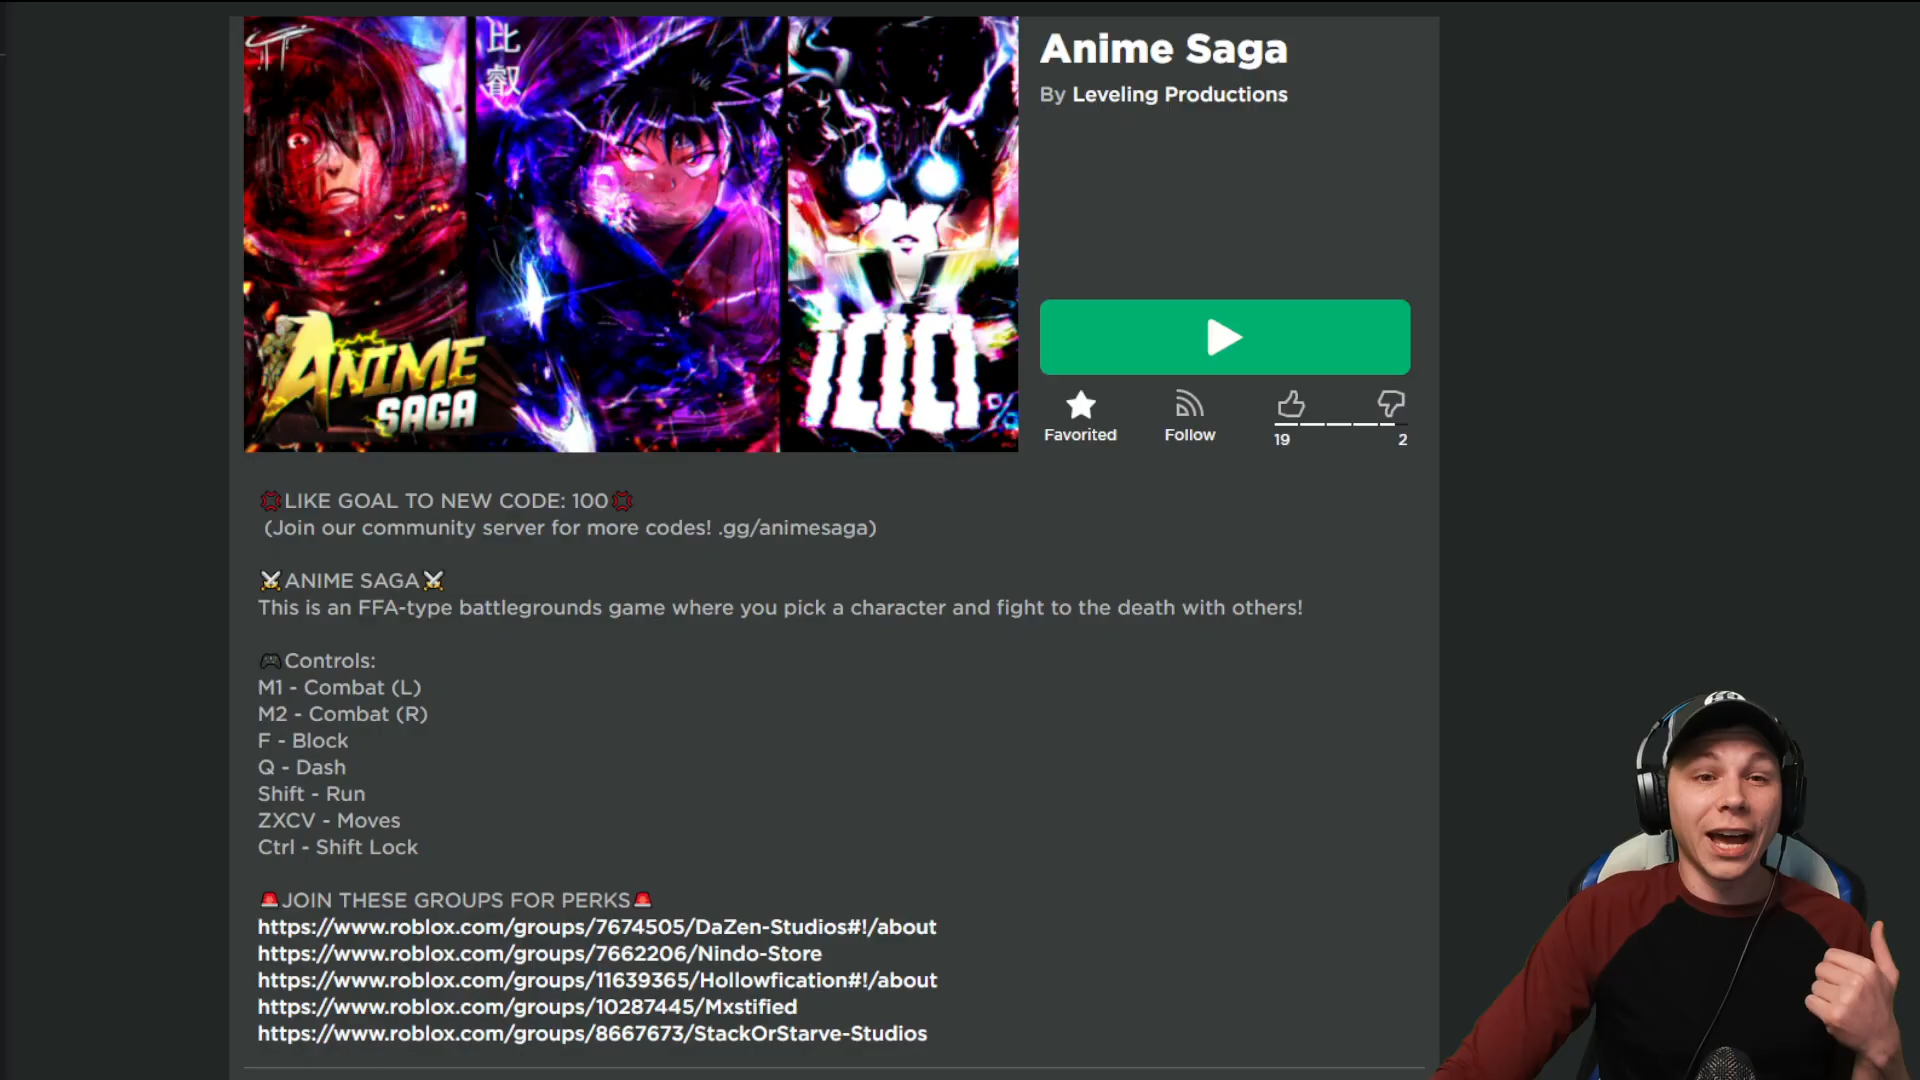 比
叡
ANIME
SAGA
Anime Saga
By Leveling Productions
Favorited
Follow
19
2
💢LIKE GOAL TO NEW CODE: 100💢
(Join our community server for more codes! .gg/animesaga)
⚔️ANIME SAGA⚔️
This is an FFA-type battlegrounds game where you pick a character and fight to the death with others!
🎮Controls:
M1 - Combat (L)
M2 - Combat (R)
F - Block
Q - Dash
Shift - Run
ZXCV - Moves
Ctrl - Shift Lock
🚨JOIN THESE GROUPS FOR PERKS🚨
https://www.roblox.com/groups/7674505/DaZen-Studios#!/about
https://www.roblox.com/groups/7662206/Nindo-Store
https://www.roblox.com/groups/11639365/Hollowfication#!/about
https://www.roblox.com/groups/10287445/Mxstified
https://www.roblox.com/groups/8667673/StackOrStarve-Studios